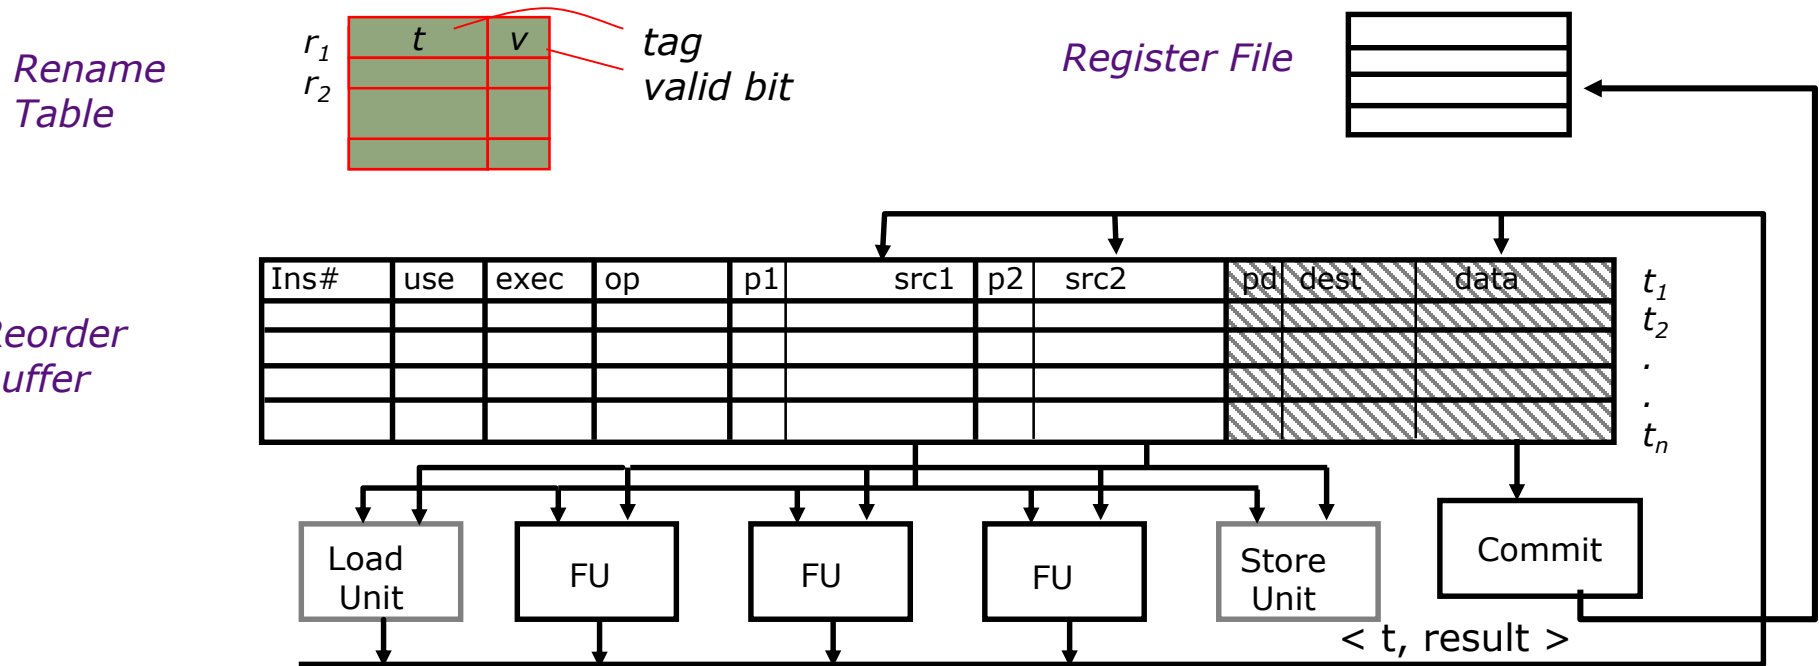 Rename
Table
r1
r2
t
v
tag
valid bit
Register File
Ins#
use
exec
op
p1
src1
p2
src2
pd
dest
data
t1
t2
.
.
tn
eorder
uffer
Load
Unit
FU
FU
FU
Store
Unit
Commit
< t, result >